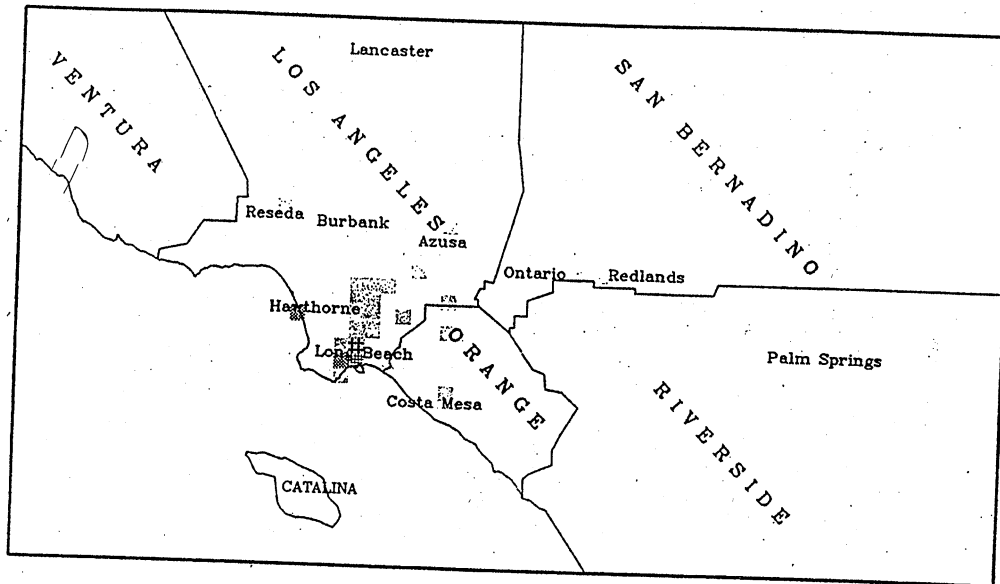 Lancaster
VENTURA
LOS ANGELES
SAN BERNADINO
Reseda
Burbank
Azusa
Ontario
Redlands
Hawthorne
Long Beach
ORANGE
Palm Springs
Costa Mesa
RIVERSIDE
CATALINA